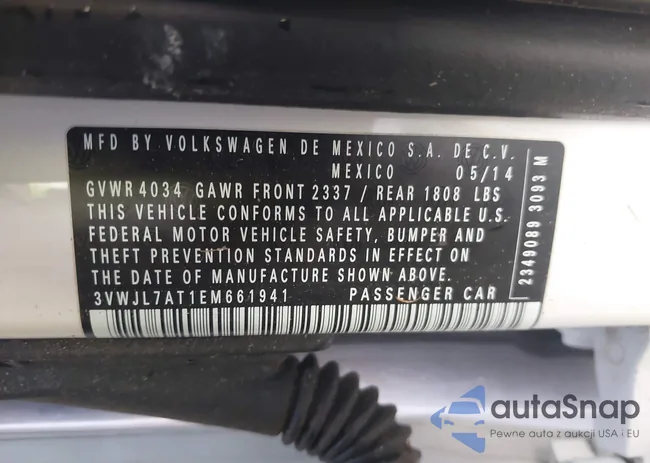 MFD BY VOLKSWAGEN DE MEXICO S.A. DE C.V.
MEXICO 05/14
GVWR 4034 GAWR FRONT 2337 / REAR 1808 LBS
THIS VEHICLE CONFORMS TO ALL APPLICABLE U.S.
FEDERAL MOTOR VEHICLE SAFETY, BUMPER AND
THEFT PREVENTION STANDARDS IN EFFECT ON
THE DATE OF MANUFACTURE SHOWN ABOVE.
3VWJL7AT1EM661941 PASSENGER CAR
2349089 3093 M
autaSnap
Pewne auta z aukcji USA i EU